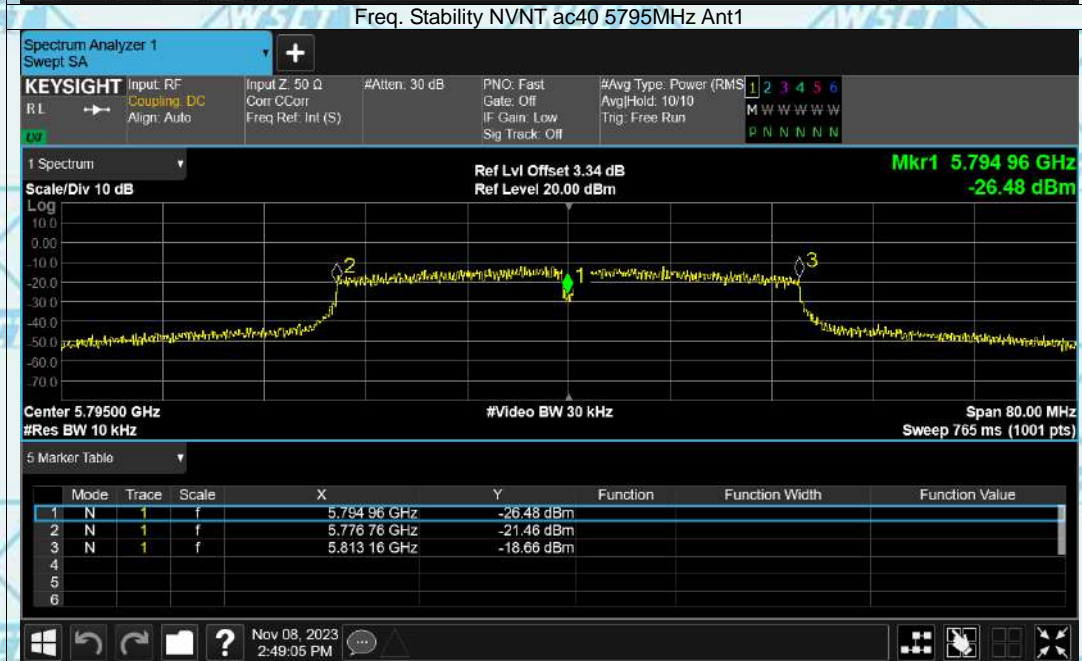 Freq. Stability NVNT ac40 5795MHz Ant1
Spectrum Analyzer 1
Swept SA
+
KEYSIGHT Input: RF
Coupling: DC
Align: Auto
RL
LXI
Input Z: 50 Ω
Corr CCorr
Freq Ref: Int (S)
#Atten: 30 dB
PNO: Fast
Gate: Off
IF Gain: Low
Sig Track: Off
#Avg Type: Power (RMS
Avg|Hold: 10/10
Trig: Free Run
1 2 3 4 5 6
M W W W W W
P N N N N N
1 Spectrum
Scale/Div 10 dB
Ref Lvl Offset 3.34 dB
Ref Level 20.00 dBm
Mkr1 5.794 96 GHz
-26.48 dBm
Log
10.0
0.00
-10.0
-20.0
-30.0
-40.0
-50.0
-60.0
-70.0
2
1
3
Center 5.79500 GHz
#Res BW 10 kHz
#Video BW 30 kHz
Span 80.00 MHz
Sweep 765 ms (1001 pts)
5 Marker Table
Mode Trace Scale X Y Function Function Width Function Value
1 N 1 f 5.794 96 GHz -26.48 dBm
2 N 1 f 5.776 76 GHz -21.46 dBm
3 N 1 f 5.813 16 GHz -18.66 dBm
4
5
6
?
Nov 08, 2023
2:49:05 PM